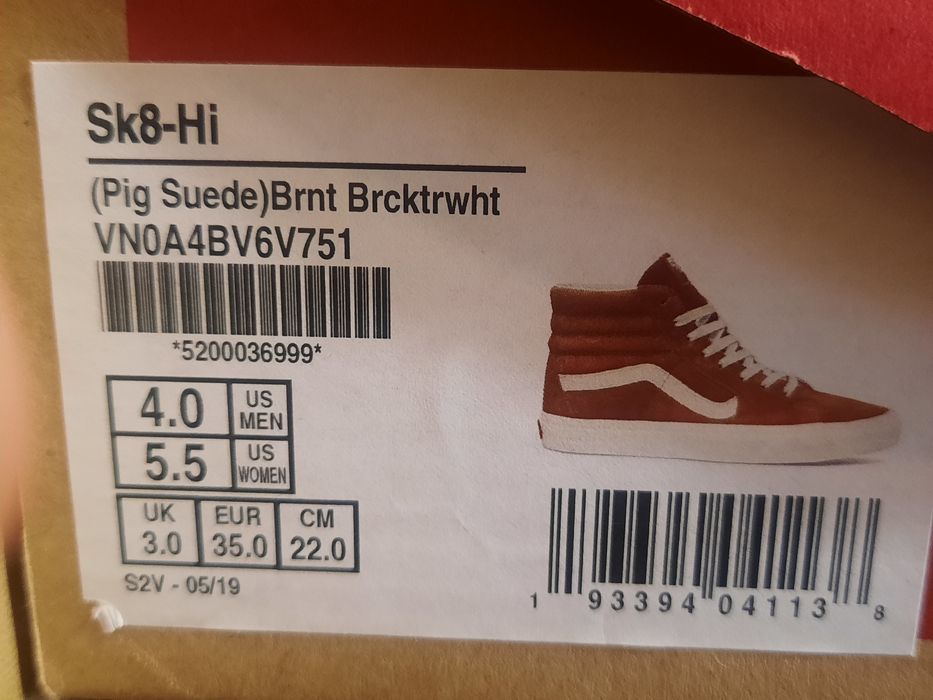 Sk8-Hi
(Pig Suede)Brnt Brcktrwht
VN0A4BV6V751
*5200036999*
4.0 US MEN
5.5 US WOMEN
UK EUR CM
3.0 35.0 22.0
S2V - 05/19
1 93394 04113 8